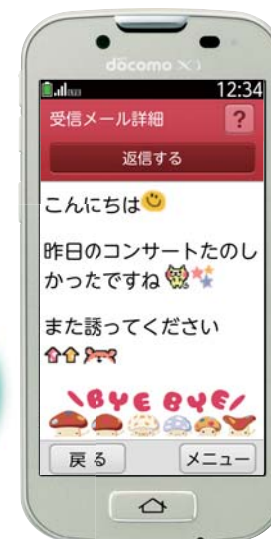 docomo Xi
12:34
受信メール詳細
?
返信する
こんにちは
昨日のコンサートたのし
かったですね
また誘ってください
BYE BYE!
戻る
メニュー